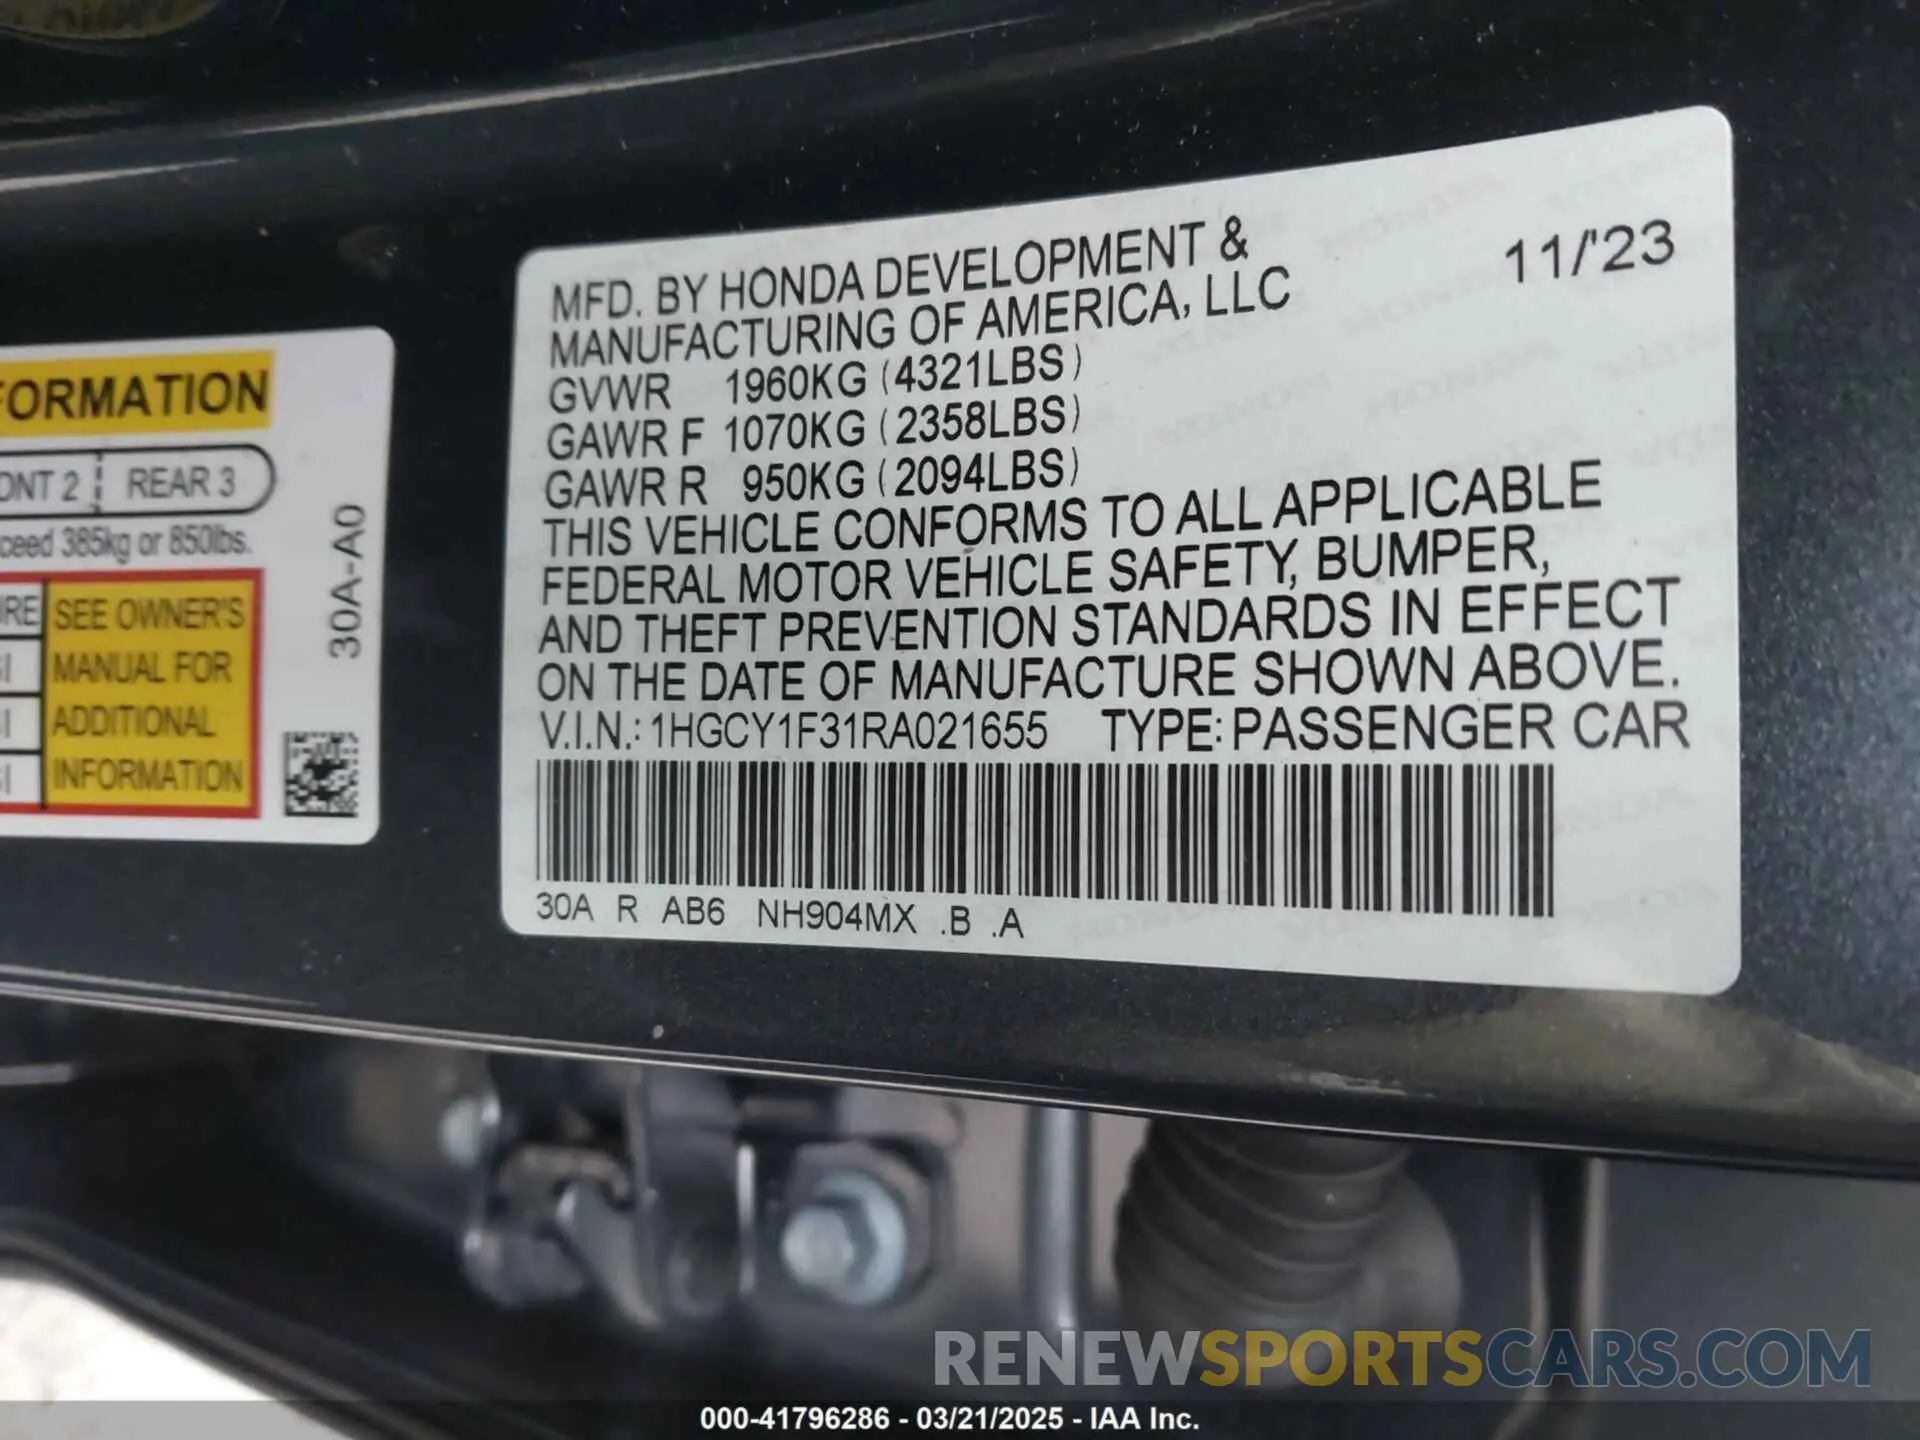 FORMATION
ONT 2 REAR 3
ceed 385kg or 850lbs.
SEE OWNER'S
MANUAL FOR
ADDITIONAL
INFORMATION
30A-A0
MFD. BY HONDA DEVELOPMENT &
MANUFACTURING OF AMERICA, LLC
11/'23
GVWR 1960KG (4321LBS)
GAWR F 1070KG (2358LBS)
GAWR R 950KG (2094LBS)
THIS VEHICLE CONFORMS TO ALL APPLICABLE
FEDERAL MOTOR VEHICLE SAFETY, BUMPER,
AND THEFT PREVENTION STANDARDS IN EFFECT
ON THE DATE OF MANUFACTURE SHOWN ABOVE.
V.I.N.: 1HGCY1F31RA021655 TYPE: PASSENGER CAR
30A R AB6 NH904MX .B .A
RENEWSPORTSCARS.COM
000-41796286 - 03/21/2025 - IAA Inc.